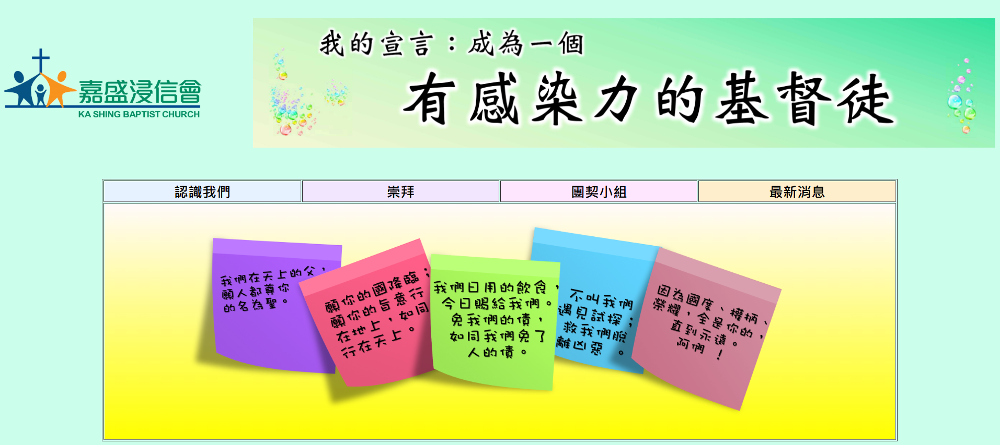 嘉盛浸信會
KA SHING BAPTIST CHURCH
我的宣言：成為一個
有感染力的基督徒
認識我們
崇拜
團契小組
最新消息
我們在天上的父，
願人都尊你
的名為聖。
願你的國降臨；
願你的旨意行
在地上，如同
行在天上。
我們日用的飲食，
今日賜給我們。
免我們的債，
如同我們免了
人的債。
不叫我們
遇見試探；
救我們脫
離凶惡 。
因為國度、權柄、
榮耀，全是你的，
直到永遠。
阿們 ！